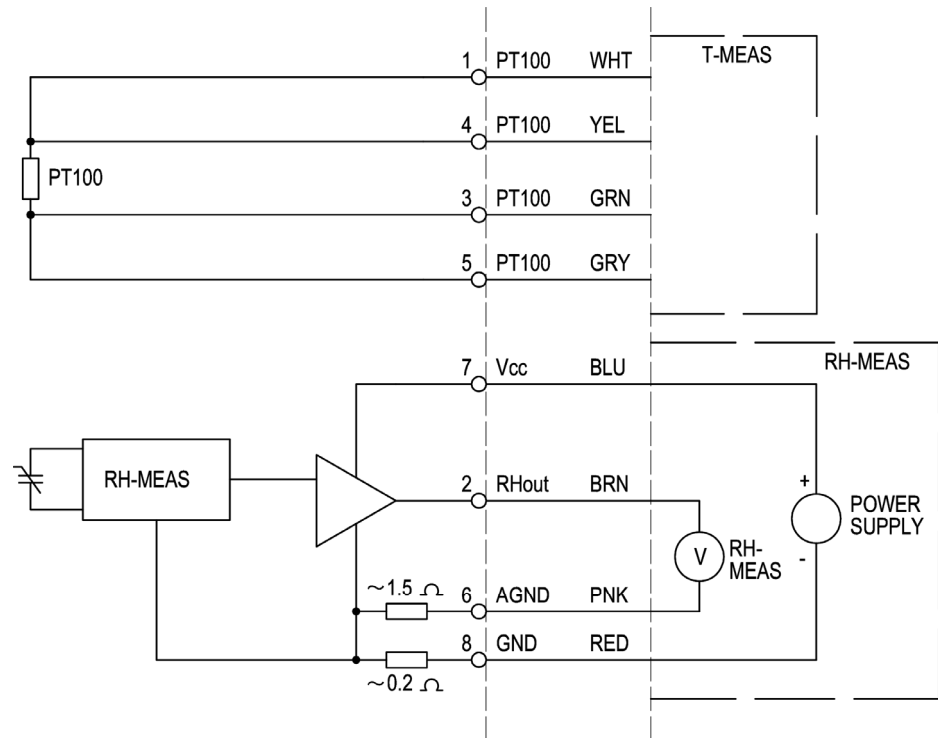 T-MEAS
1 PT100 WHT
4 PT100 YEL
PT100
3 PT100 GRN
5 PT100 GRY
RH-MEAS
7 Vcc BLU
RH-MEAS
2 RHout BRN
+
POWER
SUPPLY
-
V
RH-
MEAS
~1.5 Ω
6 AGND PNK
8 GND RED
~0.2 Ω